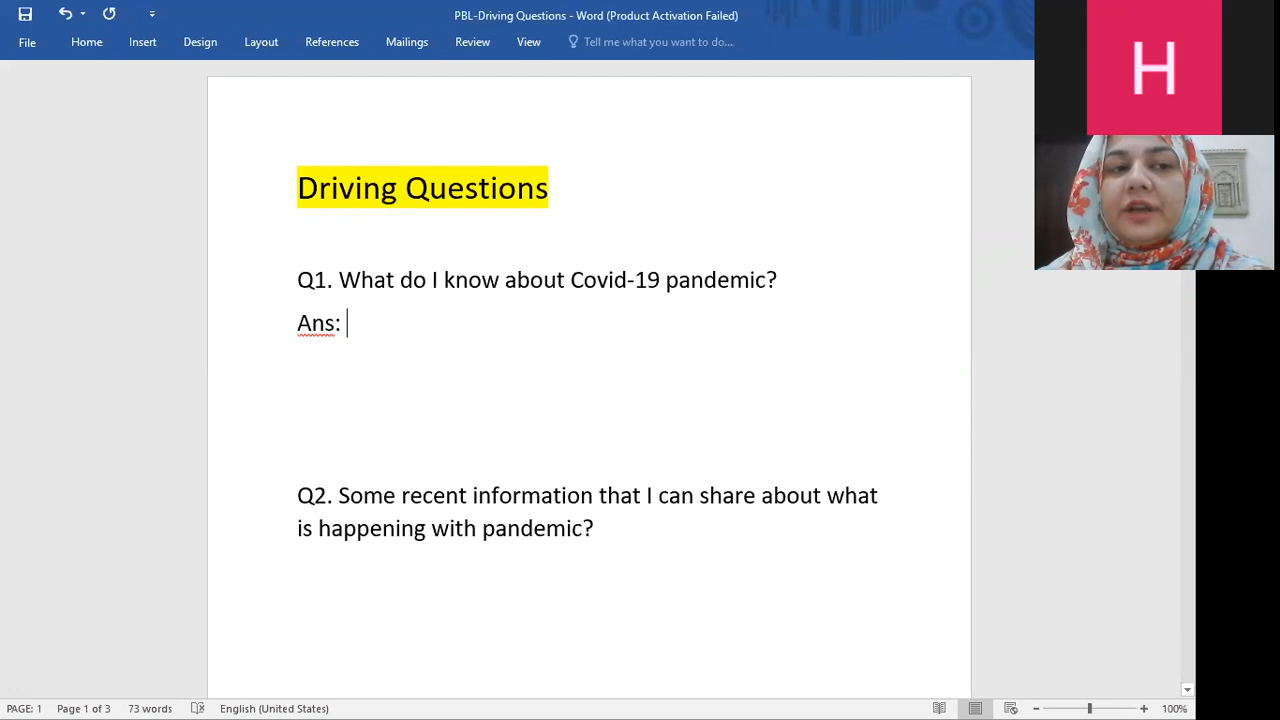 PBL-Driving Questions - Word (Product Activation Failed)
File Home Insert Design Layout References Mailings Review View Tell me what you want to do...
H
Driving Questions
Q1. What do I know about Covid-19 pandemic?
Ans:
Q2. Some recent information that I can share about what
is happening with pandemic?
PAGE: 1 Page 1 of 3 73 words English (United States) 100%